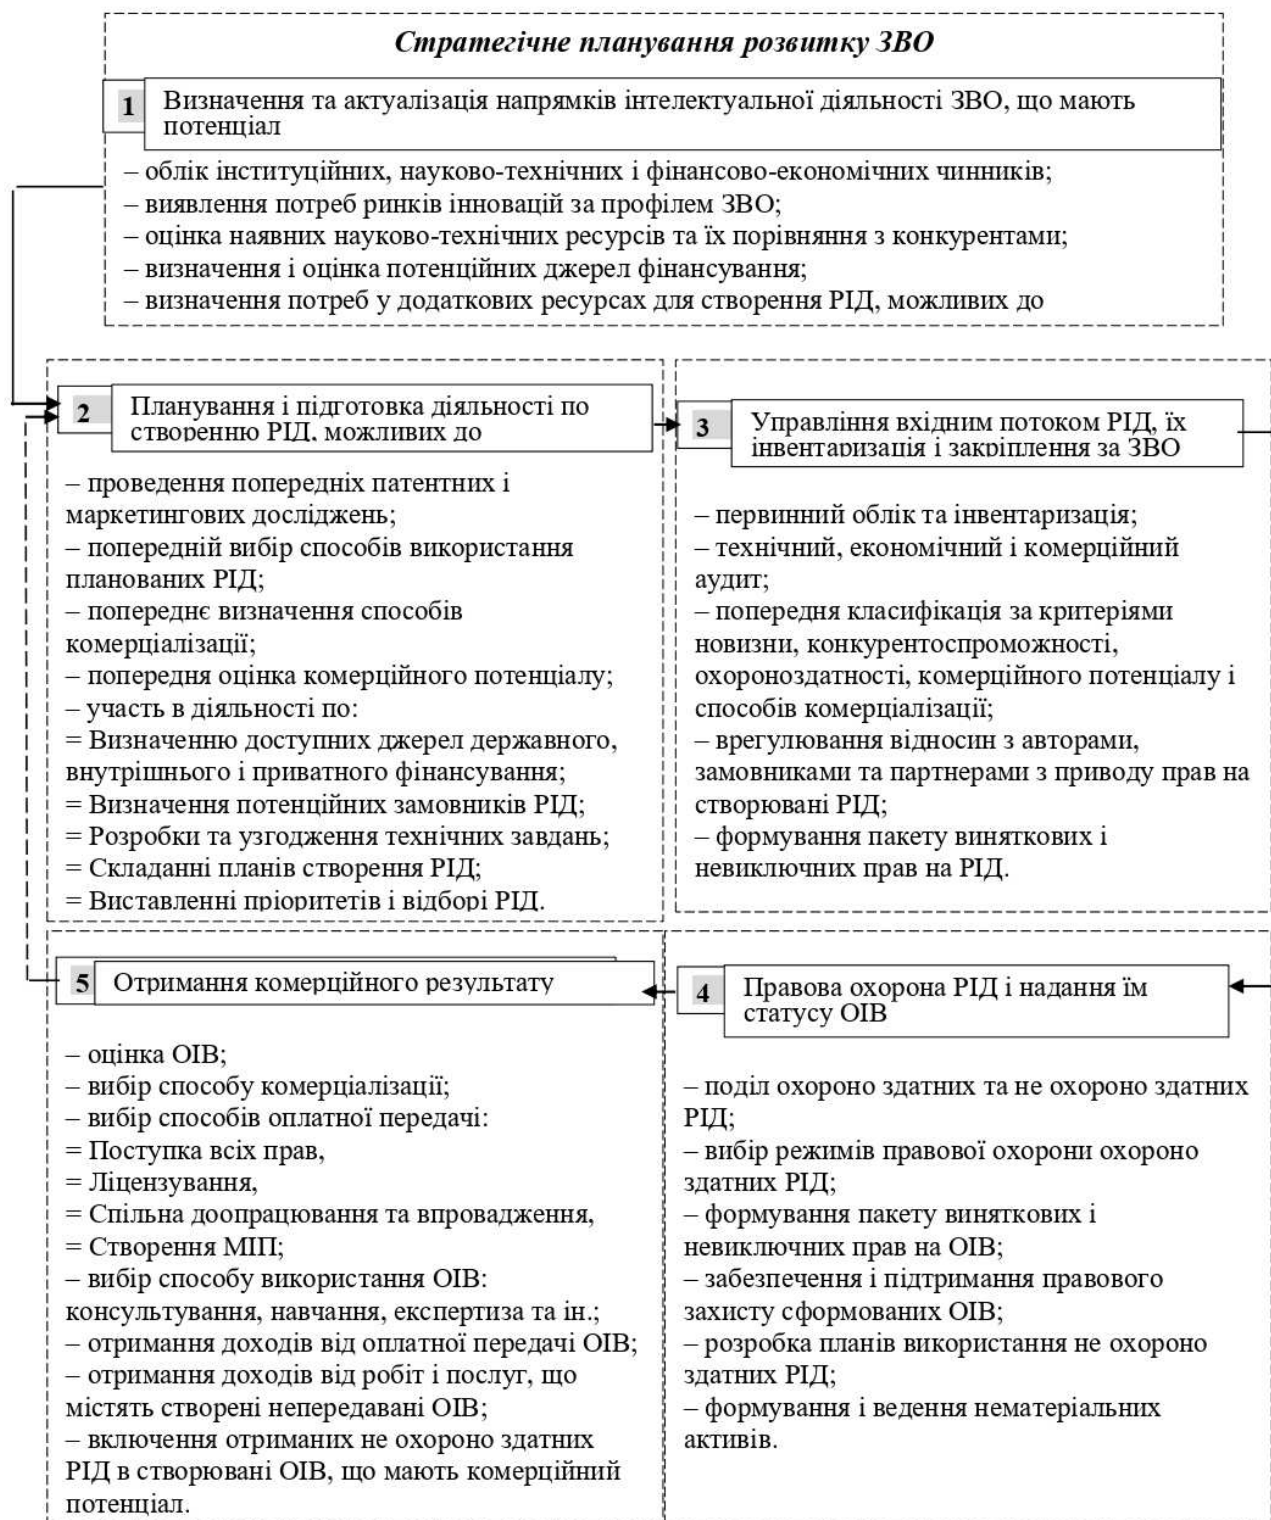 Стратегічне планування розвитку ЗВО
1
Визначення та актуалізація напрямків інтелектуальної діяльності ЗВО, що мають
потенціал
– облік інституційних, науково-технічних і фінансово-економічних чинників;
– виявлення потреб ринків інновацій за профілем ЗВО;
– оцінка наявних науково-технічних ресурсів та їх порівняння з конкурентами;
– визначення і оцінка потенційних джерел фінансування;
– визначення потреб у додаткових ресурсах для створення РІД, можливих до
2
Планування і підготовка діяльності по
створенню РІД, можливих до
– проведення попередніх патентних і
маркетингових досліджень;
– попередній вибір способів використання
планованих РІД;
– попереднє визначення способів
комерціалізації;
– попередня оцінка комерційного потенціалу;
– участь в діяльності по:
= Визначенню доступних джерел державного,
внутрішнього і приватного фінансування;
= Визначення потенційних замовників РІД;
= Розробки та узгодження технічних завдань;
= Складанні планів створення РІД;
= Виставленні пріоритетів і відборі РІД.
3
Управління вхідним потоком РІД, їх
інвентаризація і закріплення за ЗВО
– первинний облік та інвентаризація;
– технічний, економічний і комерційний
аудит;
– попередня класифікація за критеріями
новизни, конкурентоспроможності,
охороноздатності, комерційного потенціалу і
способів комерціалізації;
– врегулювання відносин з авторами,
замовниками та партнерами з приводу прав на
створювані РІД;
– формування пакету виняткових і
невиключних прав на РІД.
5
Отримання комерційного результату
– оцінка ОІВ;
– вибір способу комерціалізації;
– вибір способів оплатної передачі:
= Поступка всіх прав,
= Ліцензування,
= Спільна доопрацювання та впровадження,
= Створення МІП;
– вибір способу використання ОІВ:
консультування, навчання, експертиза та ін.;
– отримання доходів від оплатної передачі ОІВ;
– отримання доходів від робіт і послуг, що
містять створені непередавані ОІВ;
– включення отриманих не охороно здатних
РІД в створювані ОІВ, що мають комерційний
потенціал.
4
Правова охорона РІД і надання їм
статусу ОІВ
– поділ охороно здатних та не охороно здатних
РІД;
– вибір режимів правової охорони охороно
здатних РІД;
– формування пакету виняткових і
невиключних прав на ОІВ;
– забезпечення і підтримання правового
захисту сформованих ОІВ;
– розробка планів використання не охороно
здатних РІД;
– формування і ведення нематеріальних
активів.